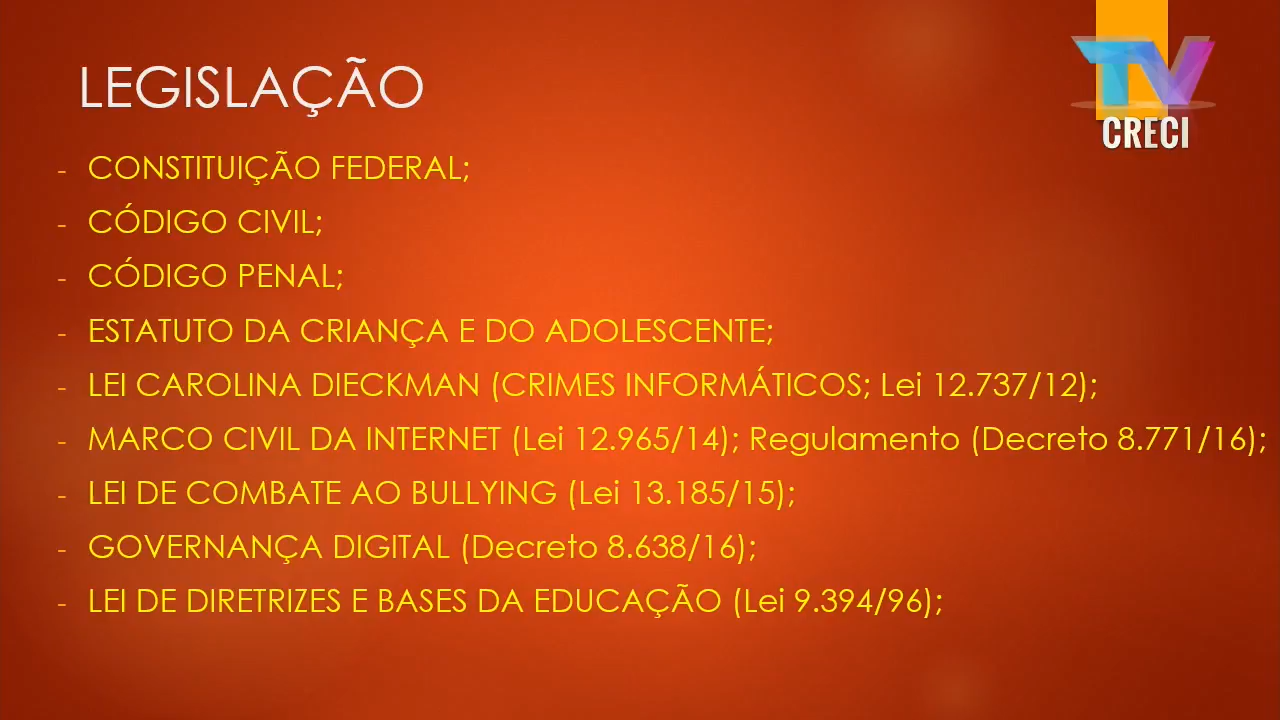 LEGISLAÇÃO
TV
CRECI
- CONSTITUIÇÃO FEDERAL;
- CÓDIGO CIVIL;
- CÓDIGO PENAL;
- ESTATUTO DA CRIANÇA E DO ADOLESCENTE;
- LEI CAROLINA DIECKMAN (CRIMES INFORMÁTICOS; Lei 12.737/12);
- MARCO CIVIL DA INTERNET (Lei 12.965/14); Regulamento (Decreto 8.771/16);
- LEI DE COMBATE AO BULLYING (Lei 13.185/15);
- GOVERNANÇA DIGITAL (Decreto 8.638/16);
- LEI DE DIRETRIZES E BASES DA EDUCAÇÃO (Lei 9.394/96);